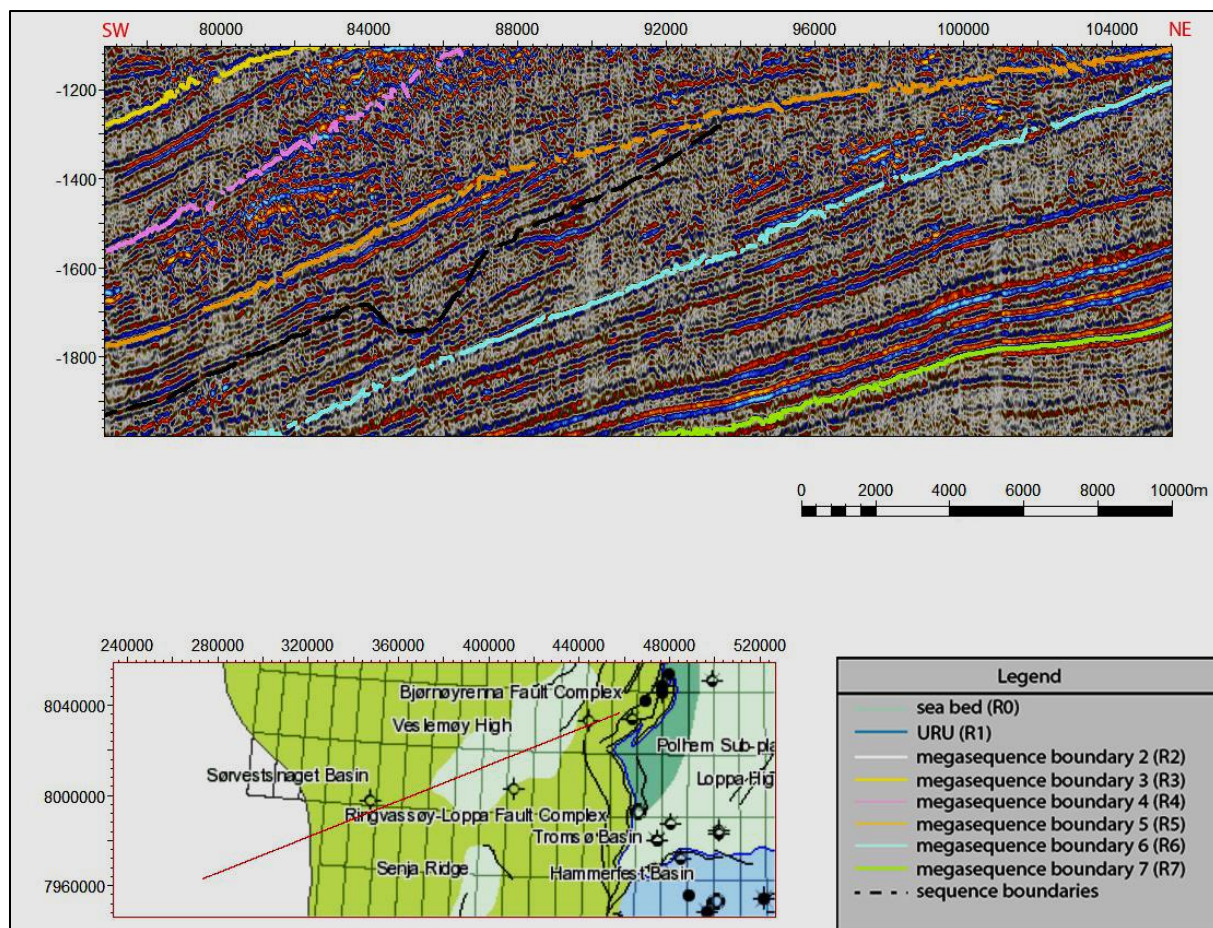 SW 80000 84000 88000 92000 96000 100000 104000 NE
-1200
-1400
-1600
-1800
0 2000 4000 6000 8000 10000m
240000 280000 320000 360000 400000 440000 480000 520000
8040000
8000000
7960000
Bjørnøyrenna Fault Complex
Veslemøy High
Polhem Sub-pla
Sørvestsnaget Basin
Loppa Hig
Ringvassøy-Loppa Fault Complex
Tromsø Basin
Senja Ridge
Hammerfest Basin
Legend
sea bed (R0)
URU (R1)
megasequence boundary 2 (R2)
megasequence boundary 3 (R3)
megasequence boundary 4 (R4)
megasequence boundary 5 (R5)
megasequence boundary 6 (R6)
megasequence boundary 7 (R7)
sequence boundaries